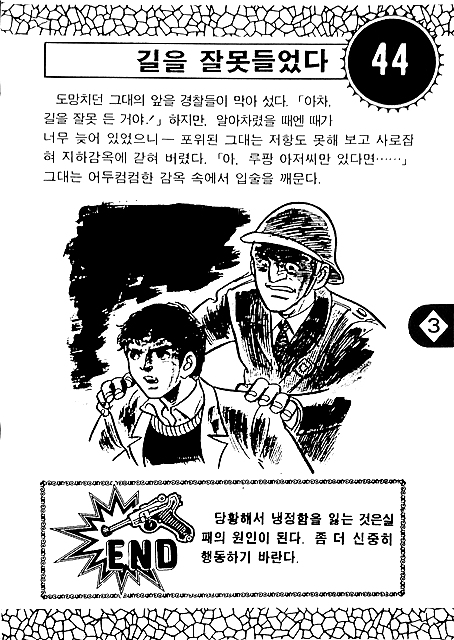 길을 잘못들었다
44
도망치던 그대의 앞을 경찰들이 막아 섰다. 「아차,
길을 잘못 든 거야!」 하지만, 알아차렸을 때엔 때가
너무 늦어 있었으니— 포위된 그대는 저항도 못해 보고 사로잡
혀 지하감옥에 갇혀 버렸다. 「아, 루팡 아저씨만 있다면……」
그대는 어두컴컴한 감옥 속에서 입술을 깨문다.
3
END
당황해서 냉정함을 잃는 것은실
패의 원인이 된다. 좀 더 신중히
행동하기 바란다.